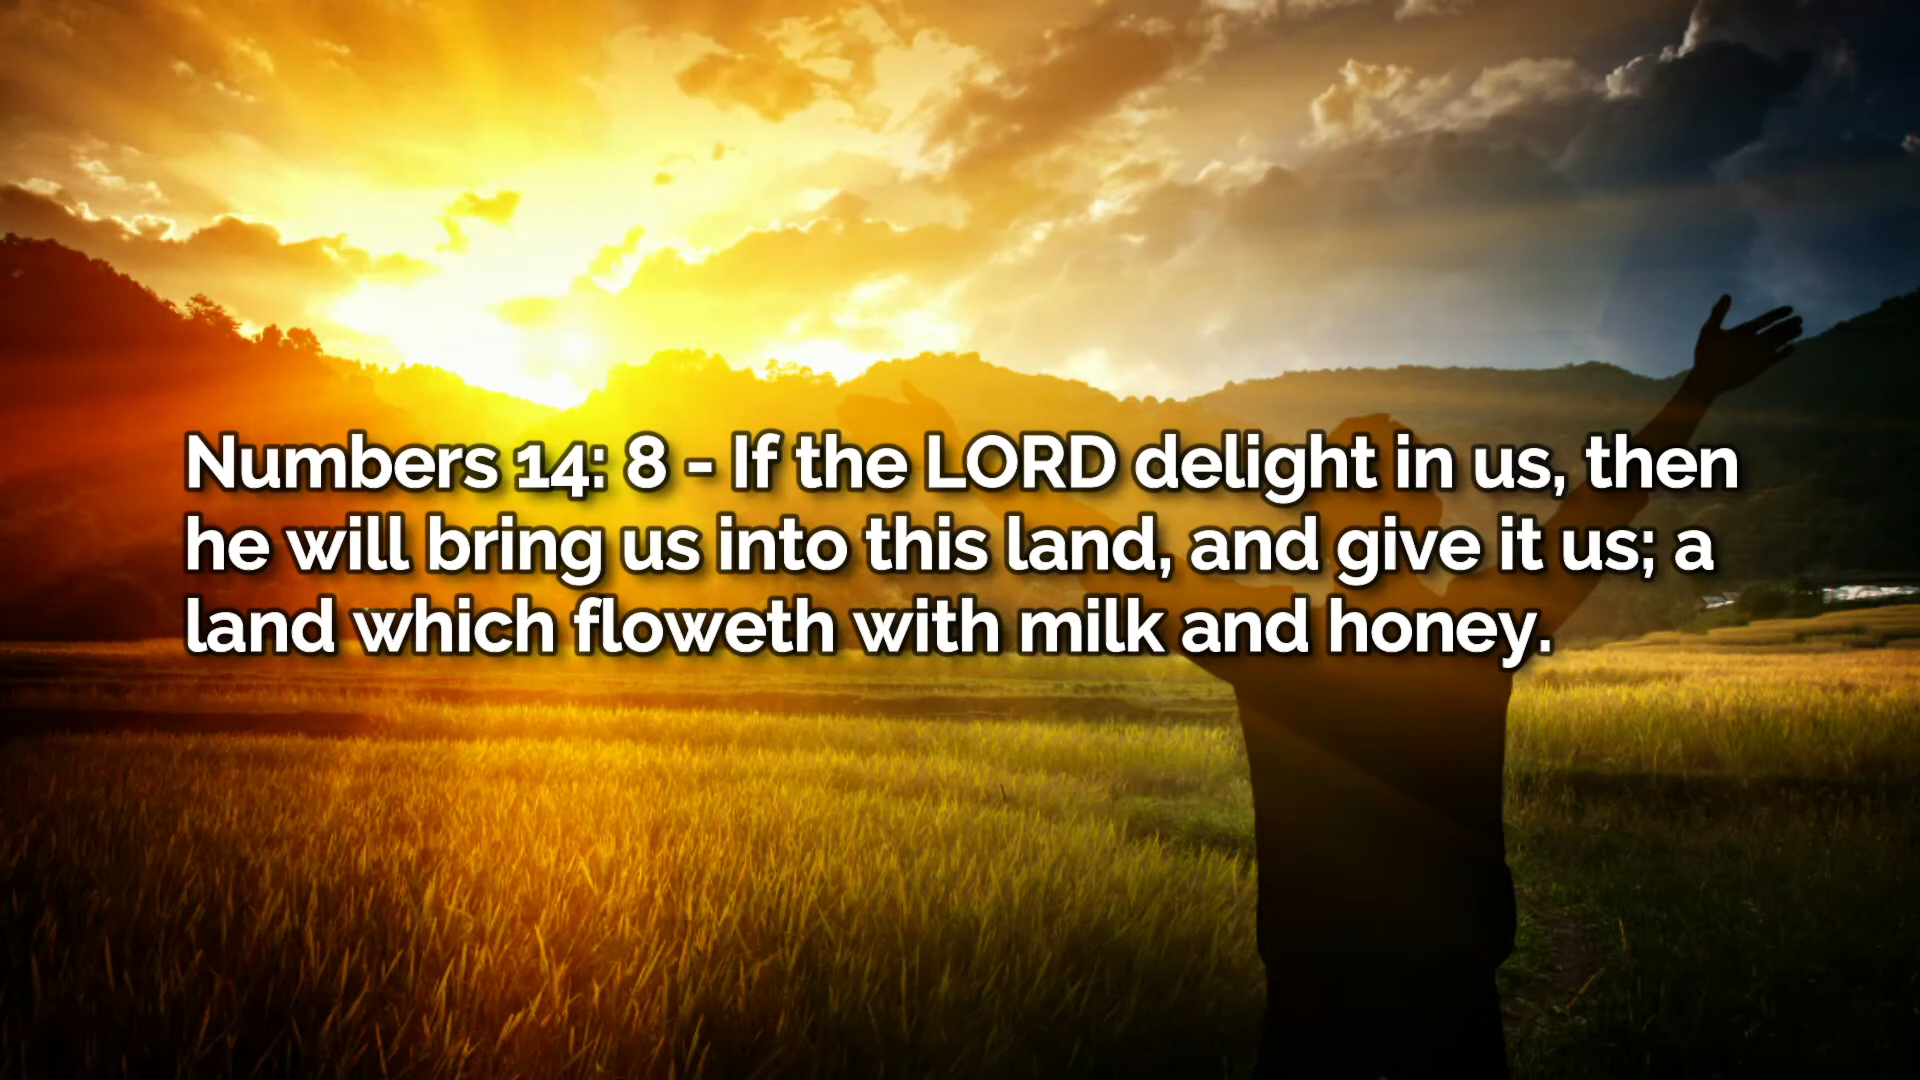 Numbers 14: 8 - If the LORD delight in us, then
he will bring us into this land, and give it us; a
land which floweth with milk and honey.